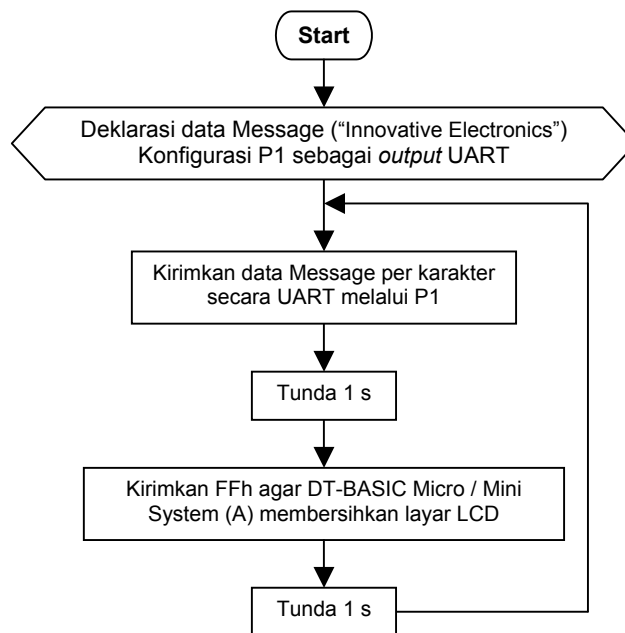 Start
Deklarasi data Message (“Innovative Electronics”)
Konfigurasi P1 sebagai output UART
Kirimkan data Message per karakter
secara UART melalui P1
Tunda 1 s
Kirimkan FFh agar DT-BASIC Micro / Mini
System (A) membersihkan layar LCD
Tunda 1 s